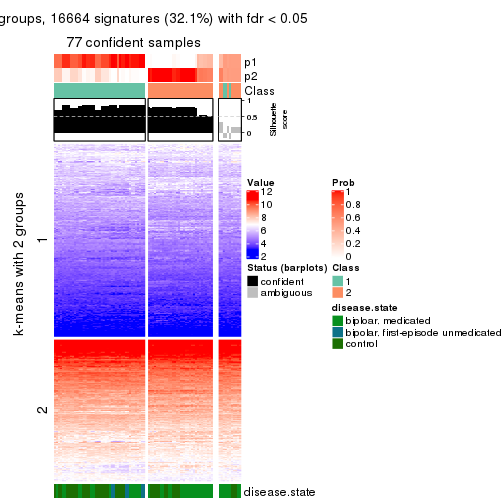 groups, 16664 signatures (32.1%) with fdr < 0.05
77 confident samples
p1
p2
Class
1
0.5
0
Silhouette
score
k-means with 2 groups
1
2
Value
12
10
8
6
4
2
Prob
1
0.8
0.6
0.4
0.2
0
Status (barplots)
confident
ambiguous
Class
1
2
disease.state
biploar. medicated
bipolar. first-episode unmedicated
control
disease.state